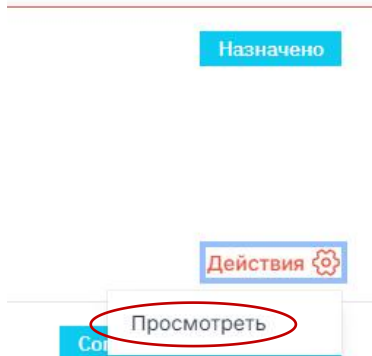 Назначено
Действия
Просмотреть